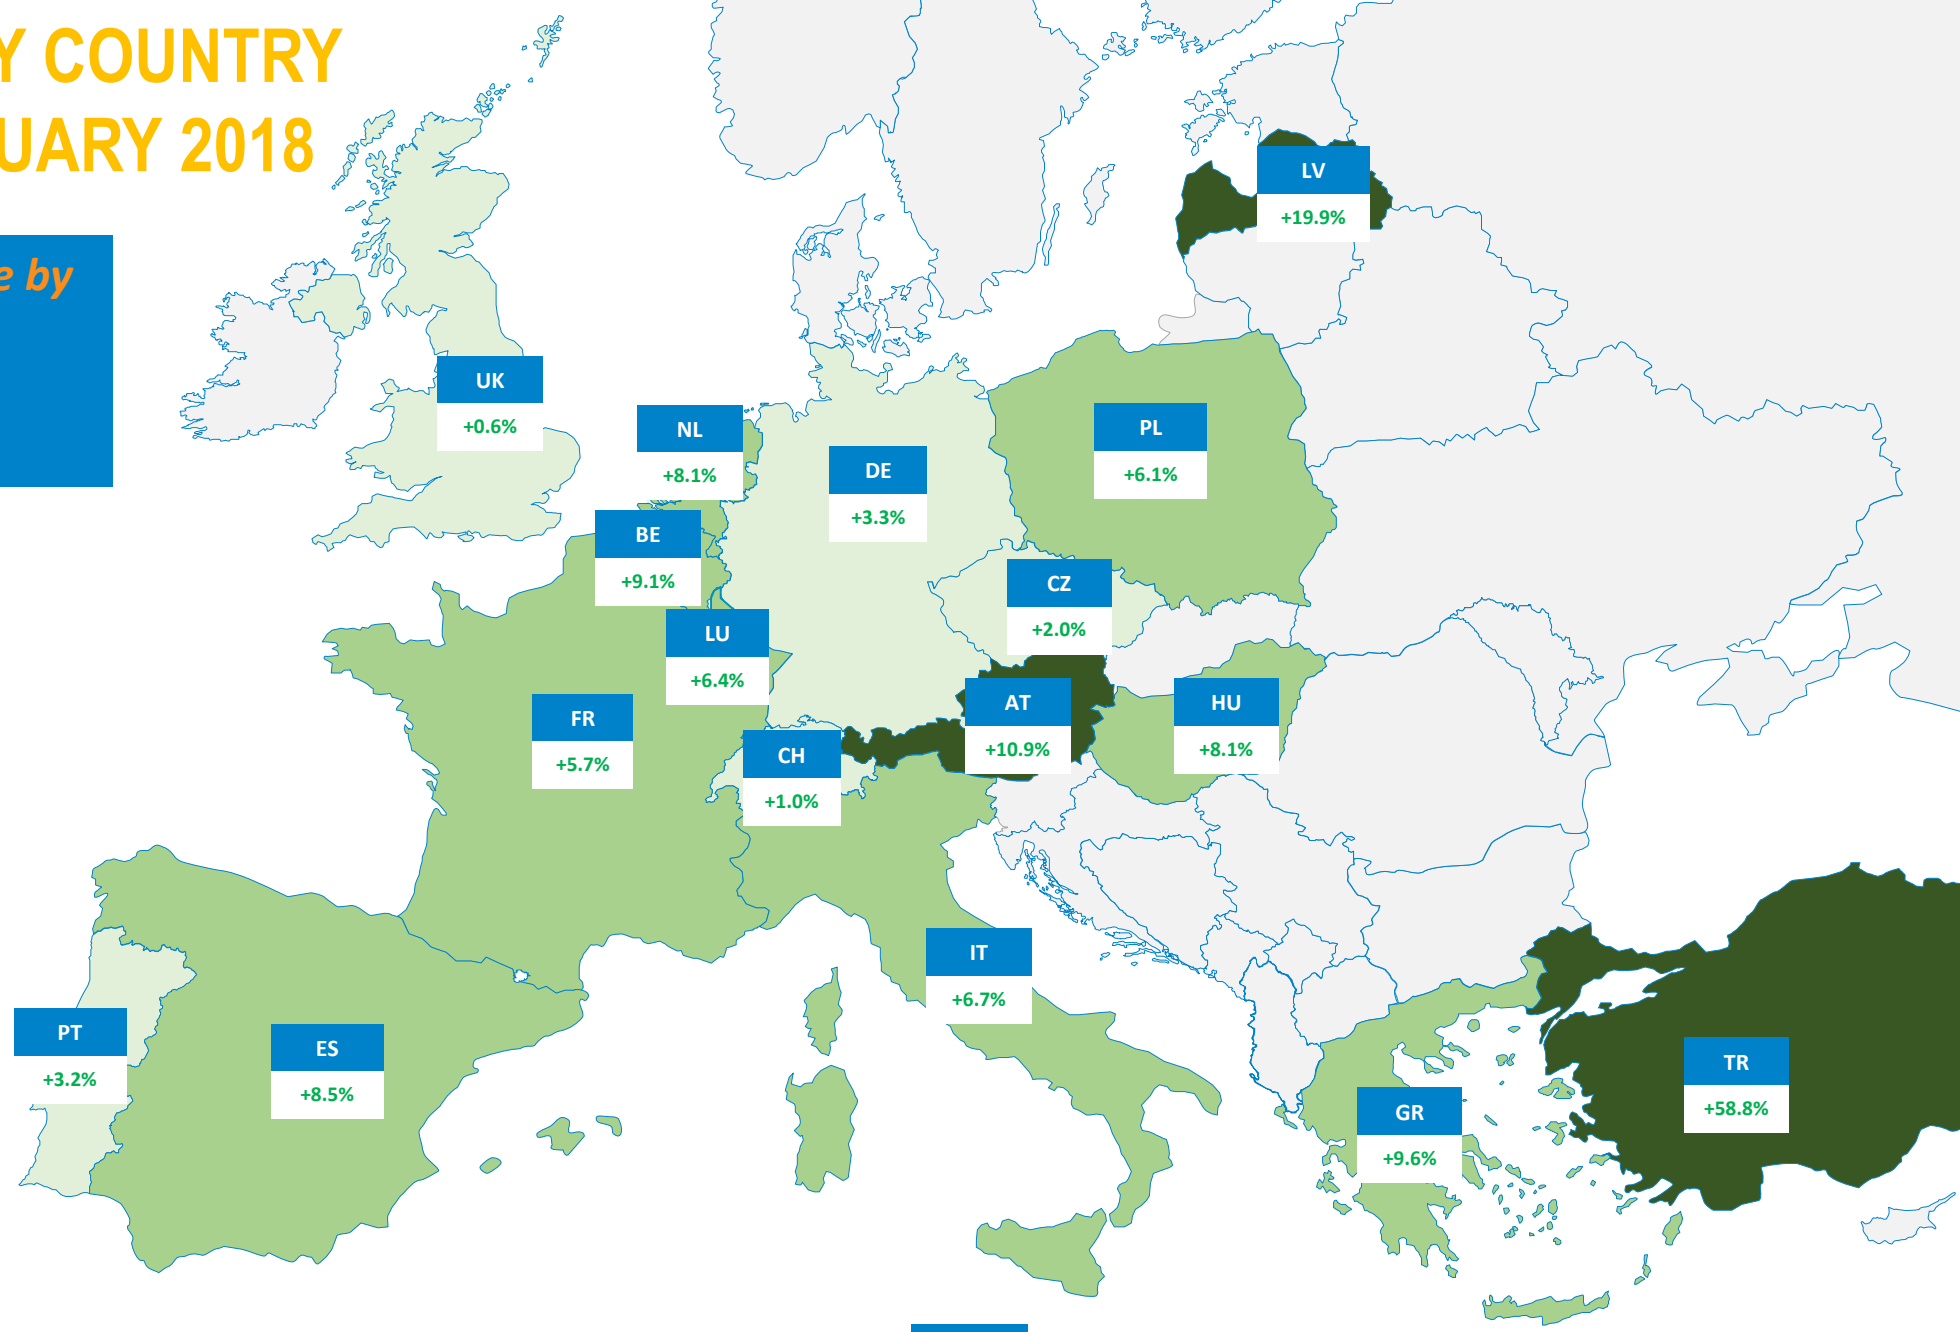 Y COUNTRY
UARY 2018
e by
LV
+19.9%
UK
+0.6%
NL
+8.1%
DE
+3.3%
PL
+6.1%
BE
+9.1%
CZ
+2.0%
LU
+6.4%
FR
+5.7%
AT
+10.9%
HU
+8.1%
CH
+1.0%
IT
+6.7%
PT
+3.2%
ES
+8.5%
TR
+58.8%
GR
+9.6%